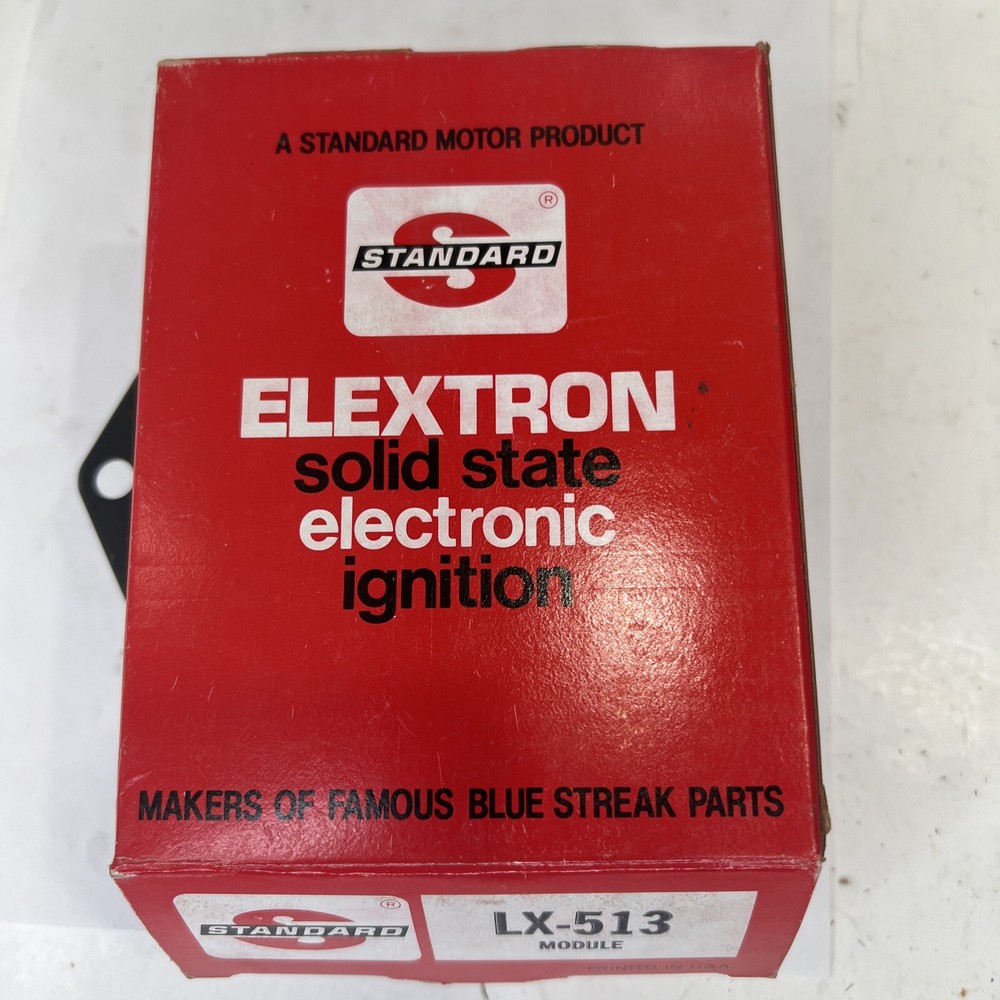 A STANDARD MOTOR PRODUCT
®
STANDARD
ELEXTRON
solid state
electronic
ignition
MAKERS OF FAMOUS BLUE STREAK PARTS
®
STANDARD
LX-513
MODULE
PRINTED IN U.S.A.